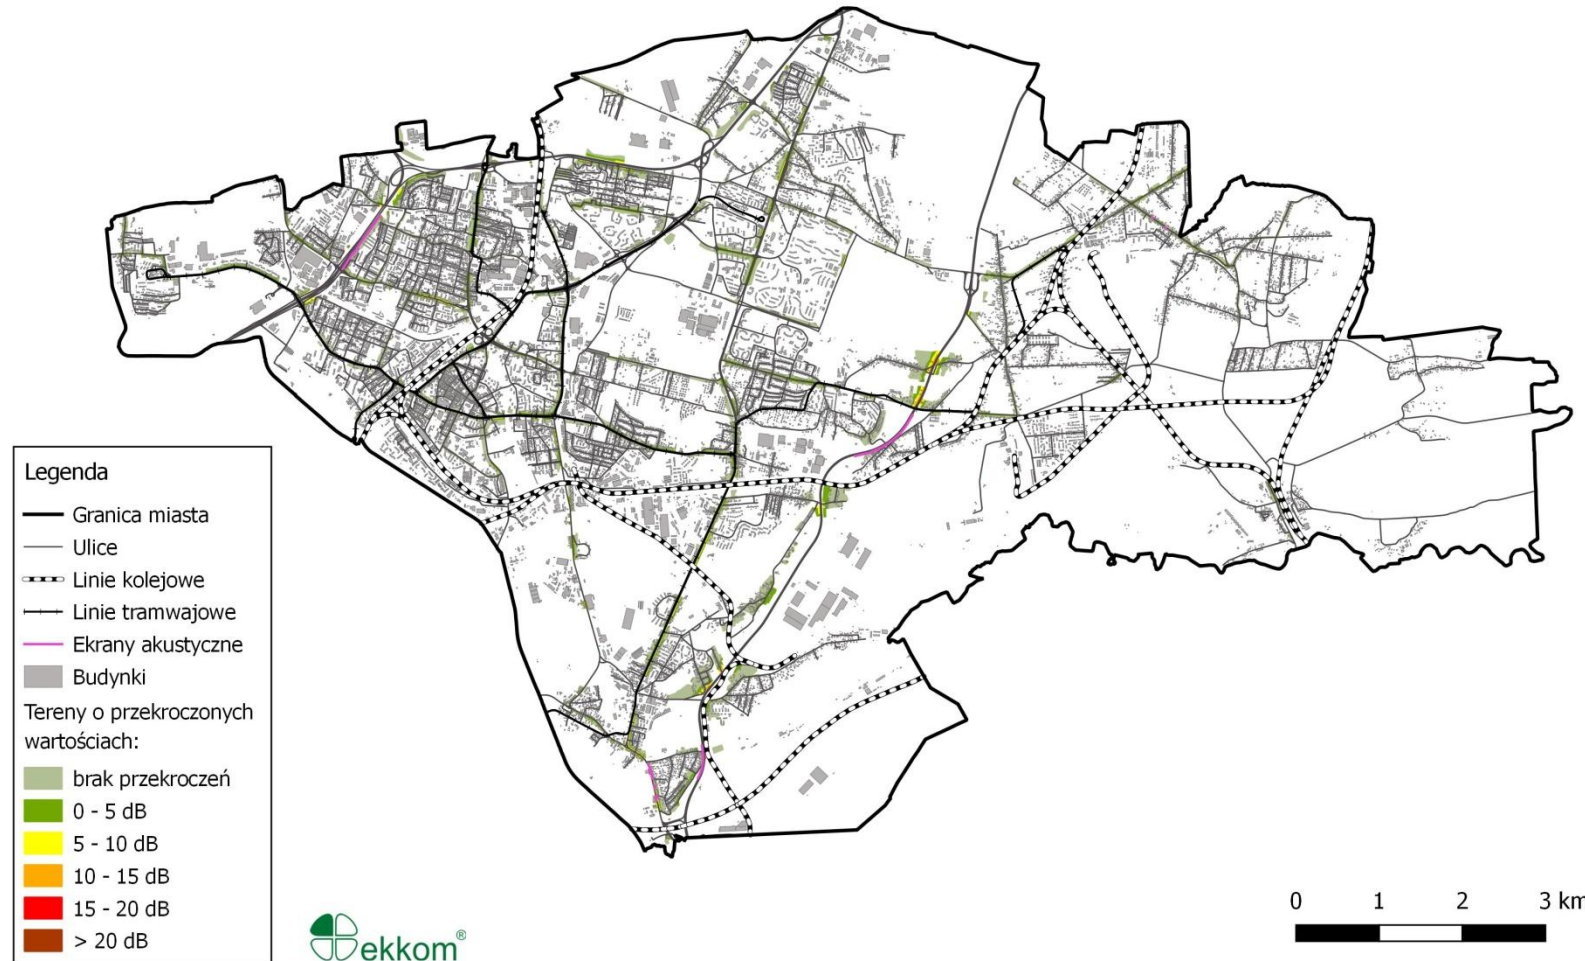 Legenda
Granica miasta
Ulice
Linie kolejowe
Linie tramwajowe
Ekrany akustyczne
Budynki
Tereny o przekroczonych
wartościach:
brak przekroczeń
0 - 5 dB
5 - 10 dB
10 - 15 dB
15 - 20 dB
> 20 dB
ekkom®
0 1 2 3 km